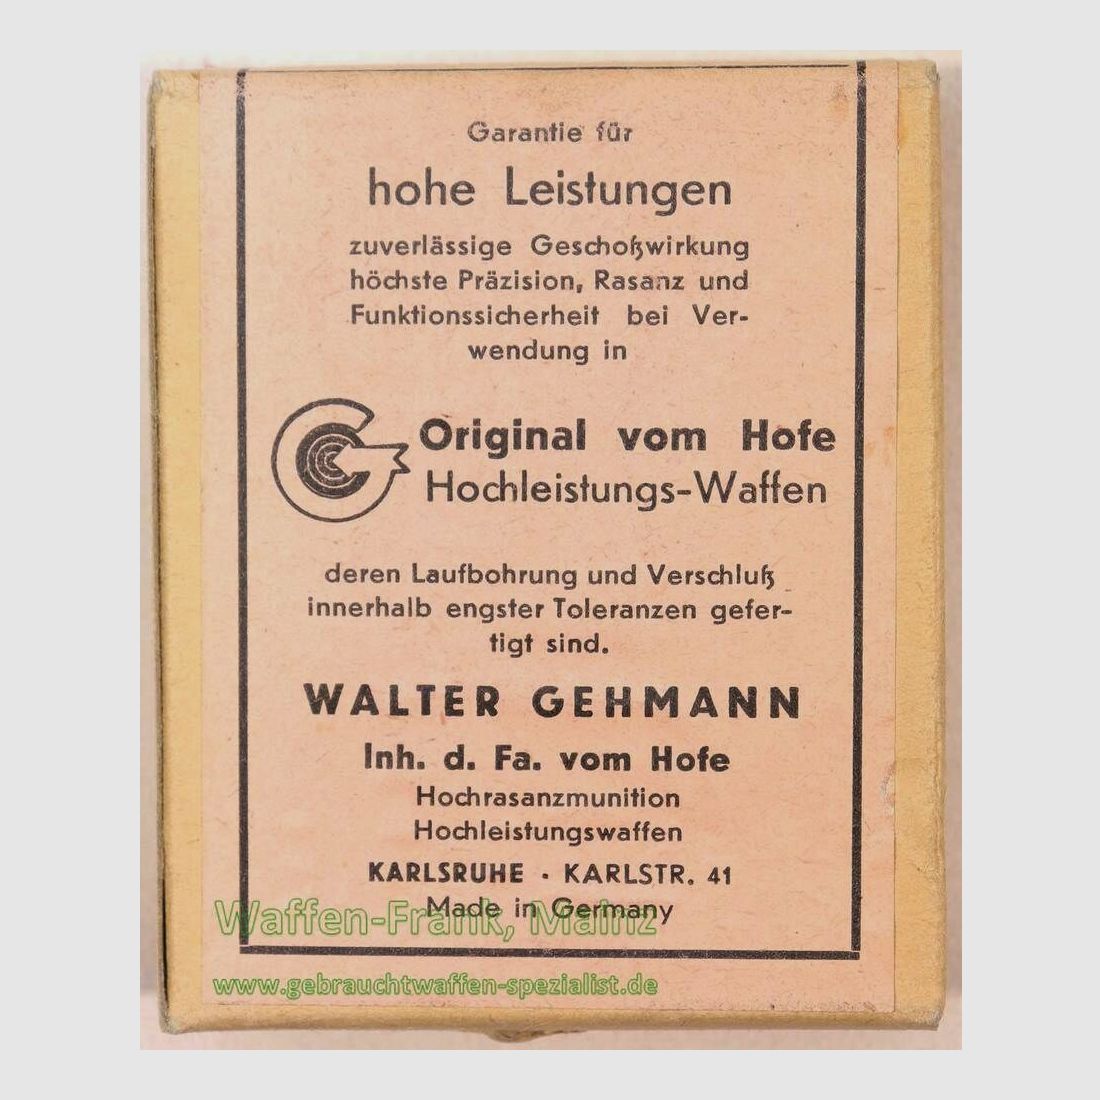 Garantie für
hohe Leistungen
zuverlässige Geschoßwirkung
höchste Präzision, Rasanz und
Funktionssicherheit bei Ver-
wendung in
Original vom Hofe
Hochleistungs-Waffen
deren Laufbohrung und Verschluß
innerhalb engster Toleranzen gefer-
tigt sind.
WALTER GEHMANN
Inh. d. Fa. vom Hofe
Hochrasanzmunition
Hochleistungswaffen
KARLSRUHE · KARLSTR. 41
Made in Germany
Waffen-Frank, Mainz
www.gebrauchtwaffen-spezialist.de